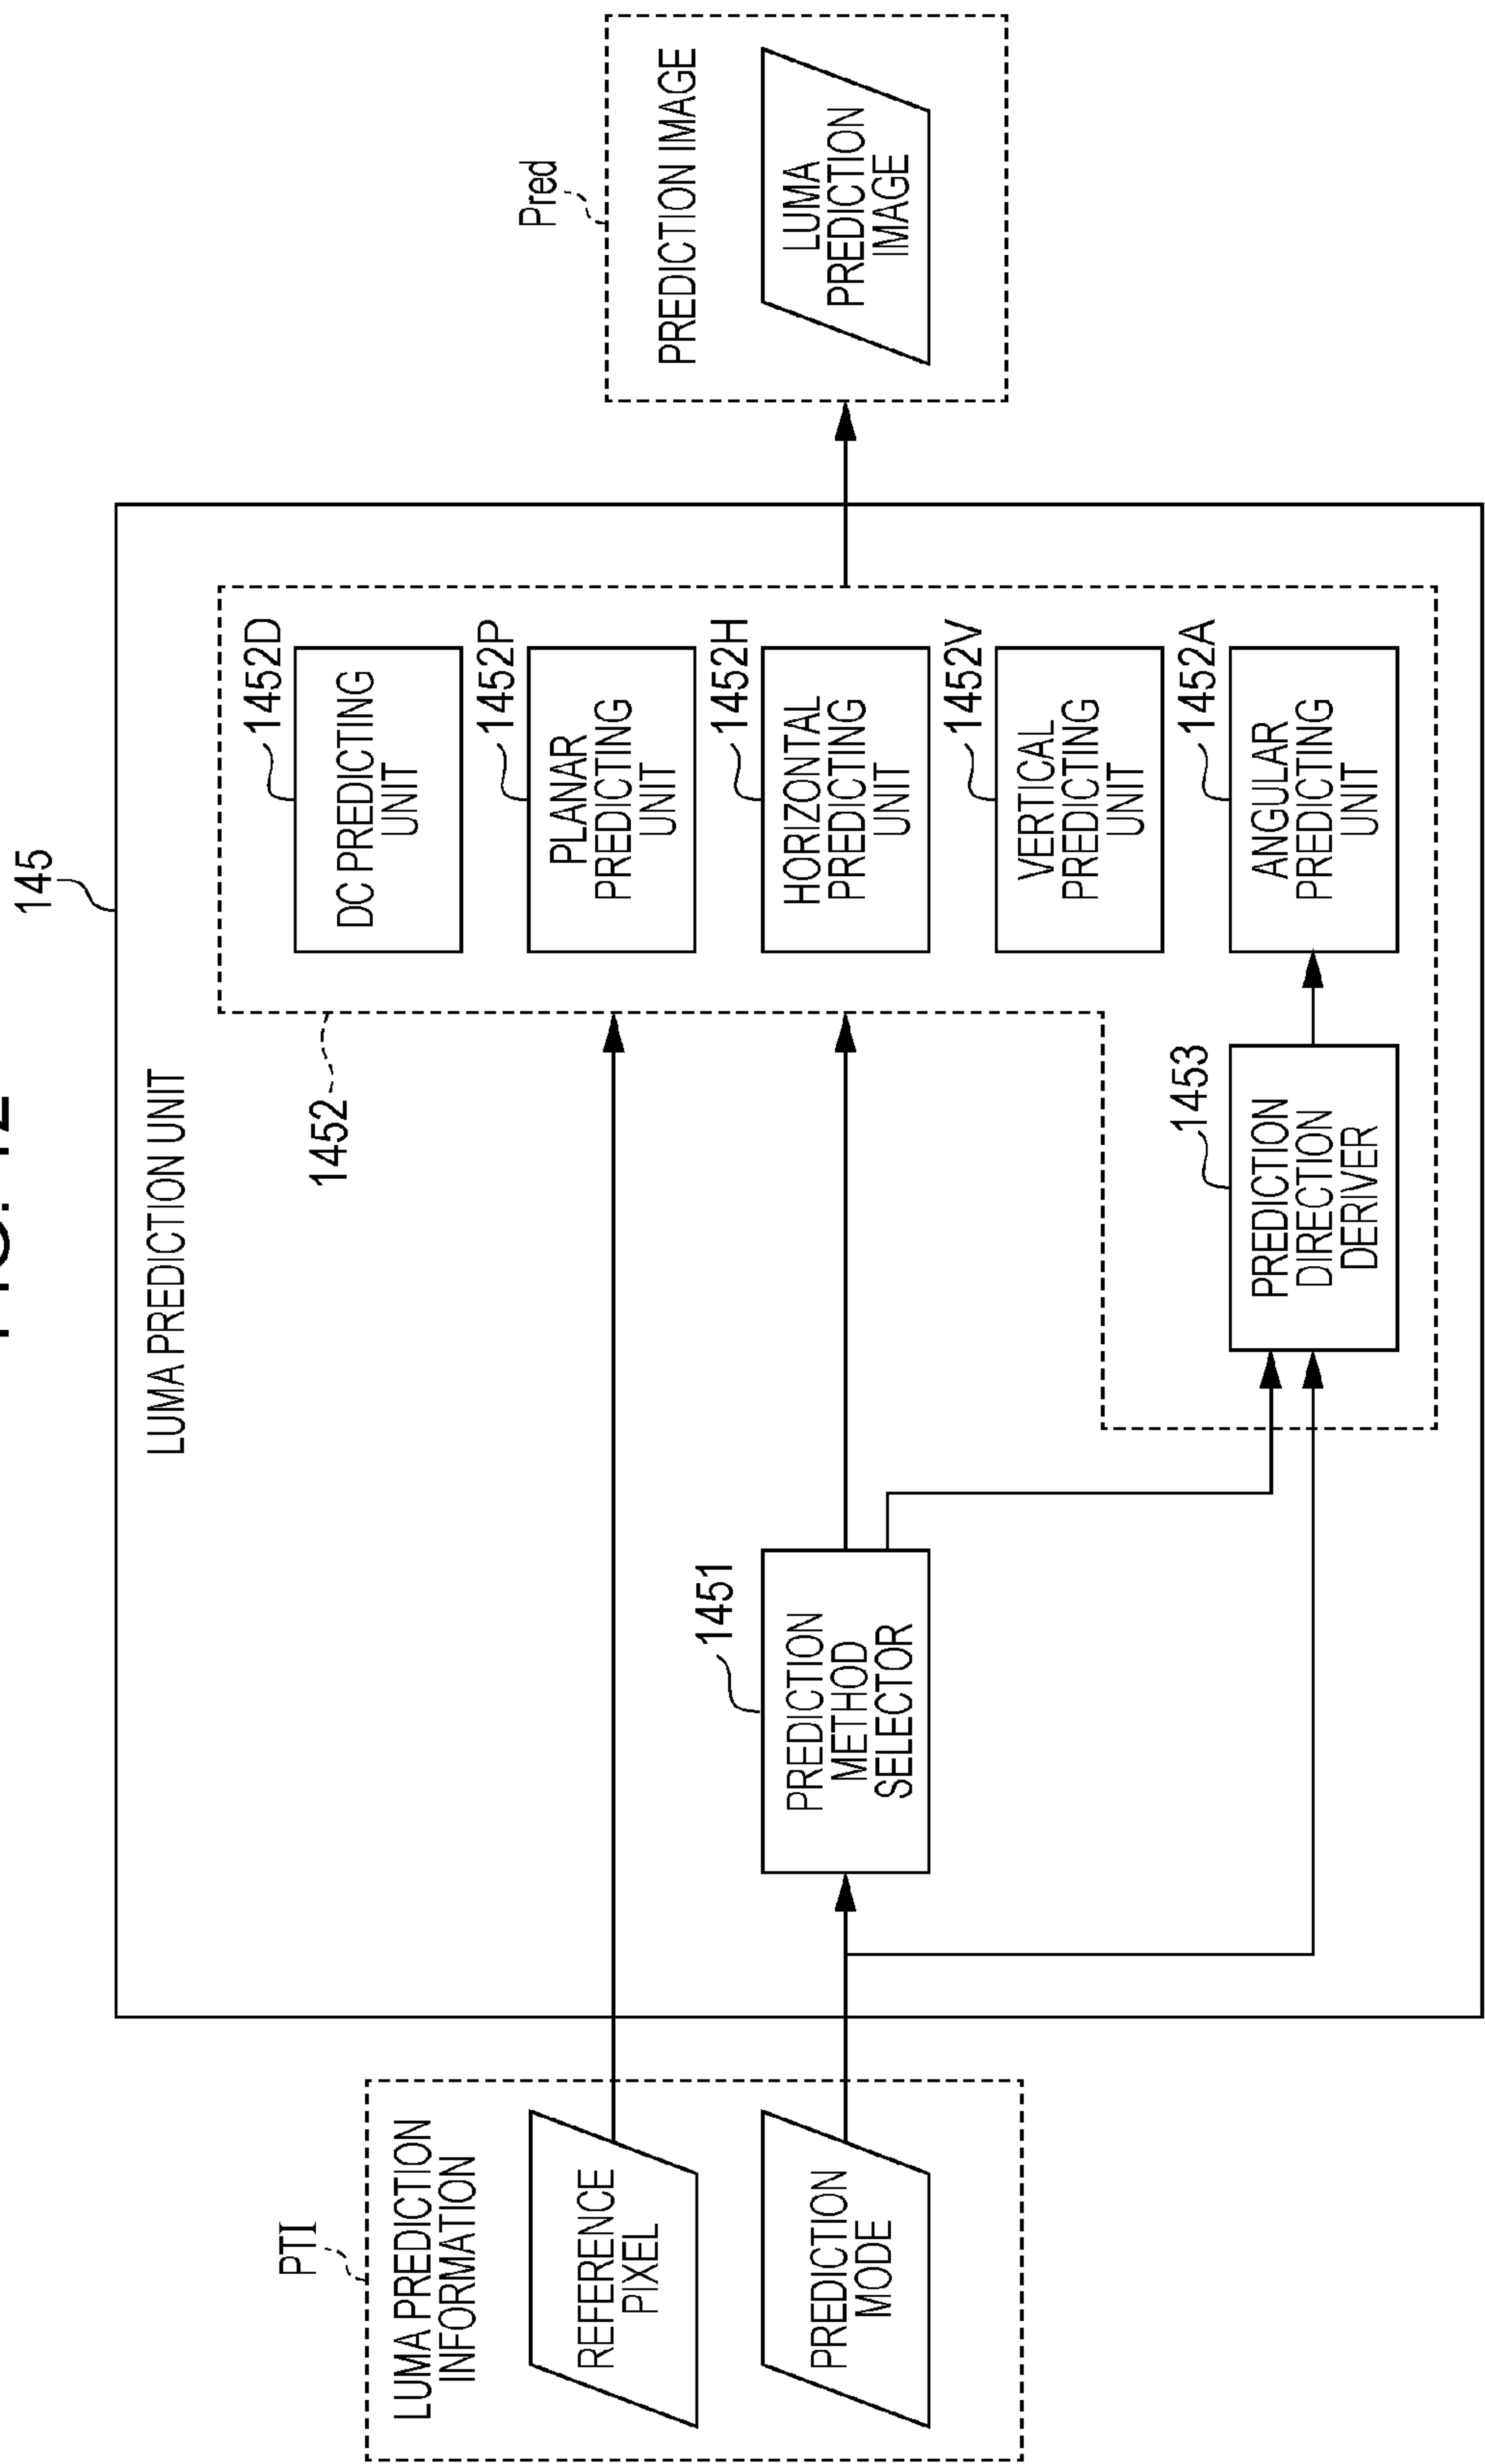 145
LUMA PREDICTION UNIT
PTI
LUMA PREDICTION
INFORMATION
REFERENCE
PIXEL
PREDICTION
MODE
1451
PREDICTION
METHOD
SELECTOR
1452
1452D
DC PREDICTING
UNIT
1452P
PLANAR
PREDICTING
UNIT
1452H
HORIZONTAL
PREDICTING
UNIT
1452V
VERTICAL
PREDICTING
UNIT
1452A
ANGULAR
PREDICTING
UNIT
1453
PREDICTION
DIRECTION
DERIVER
Pred
PREDICTION IMAGE
LUMA
PREDICTION
IMAGE